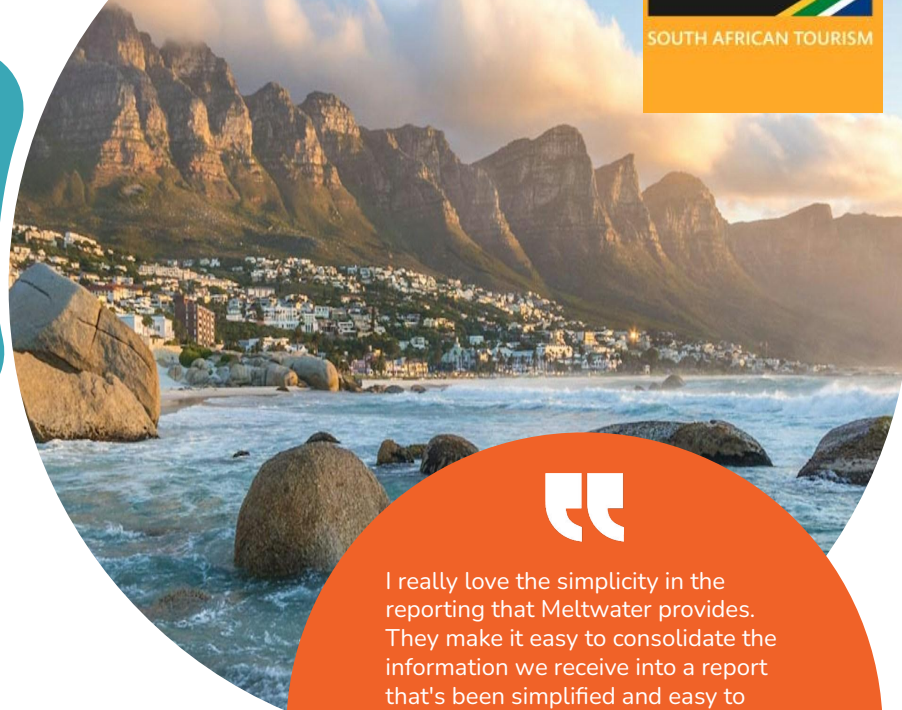 SOUTH AFRICAN TOURISM
I really love the simplicity in the
reporting that Meltwater provides.
They make it easy to consolidate the
information we receive into a report
that's been simplified and easy to